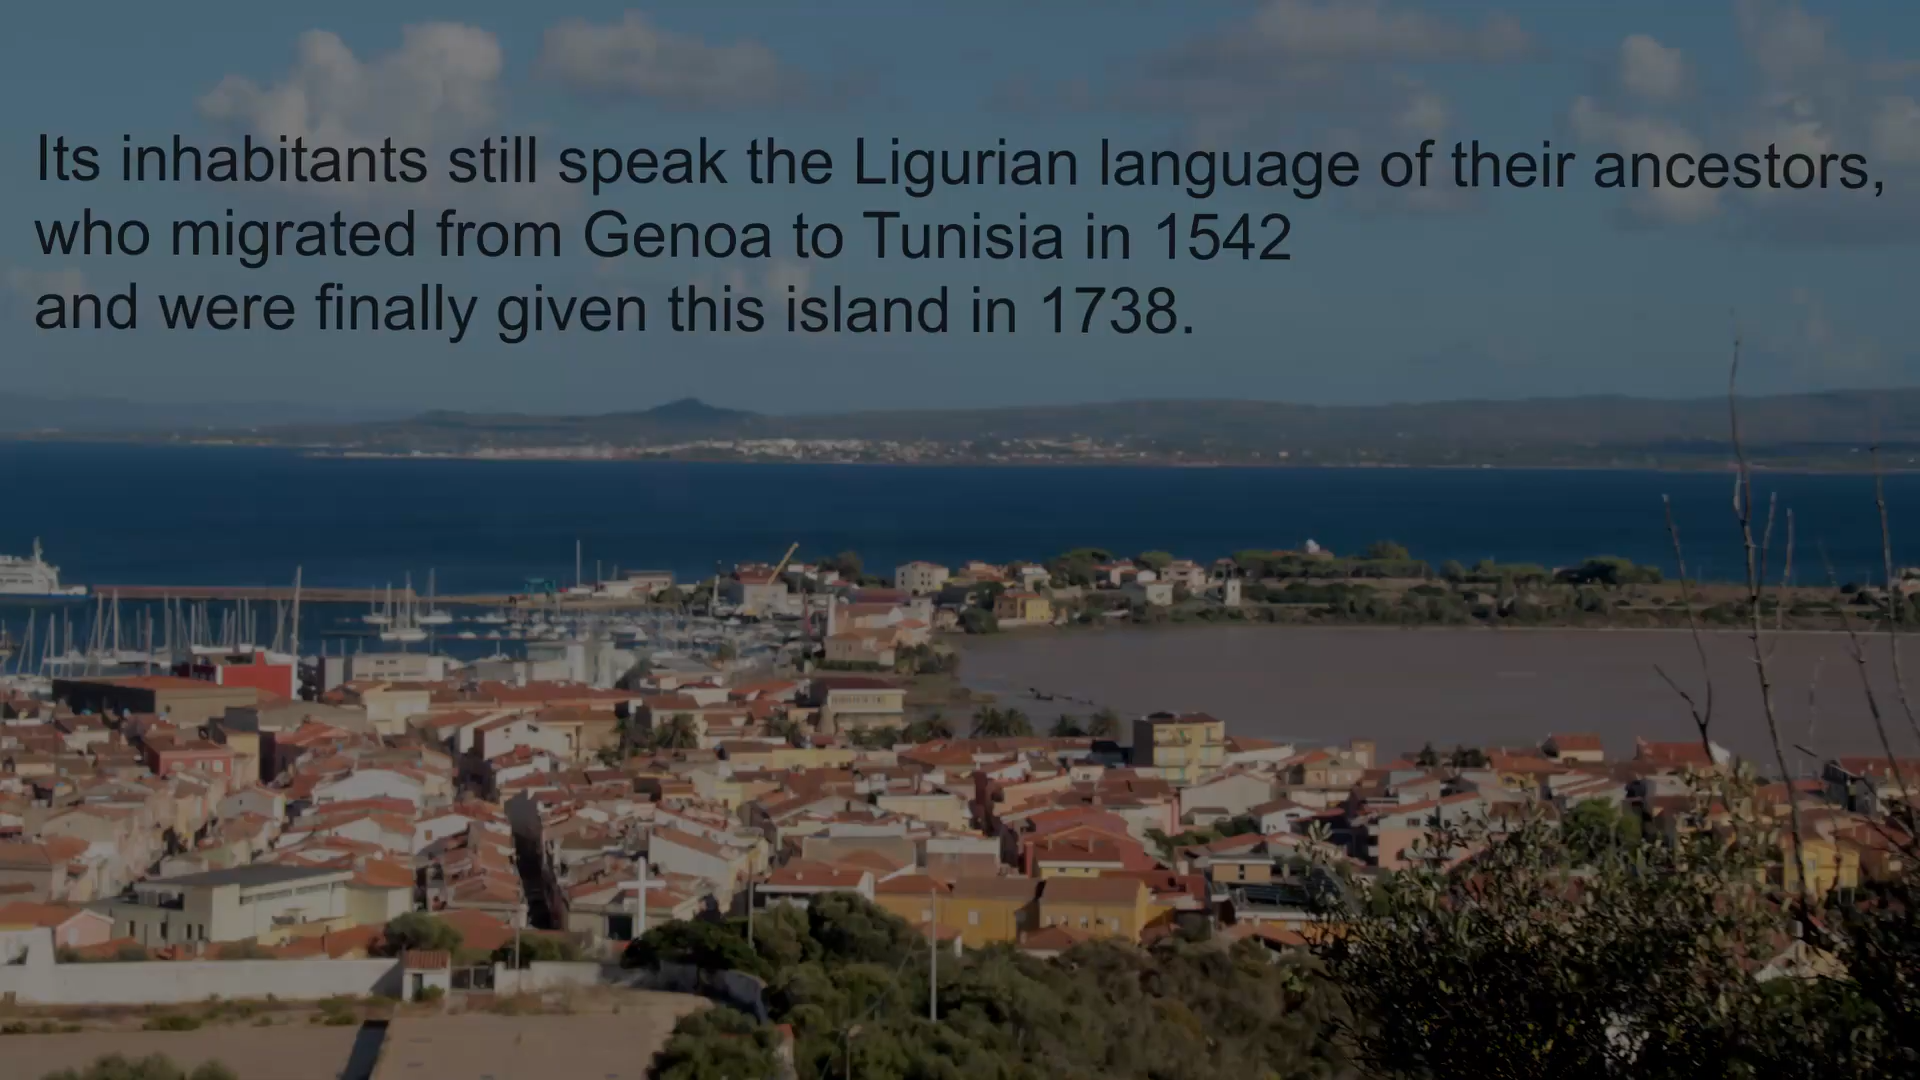 Its inhabitants still speak the Ligurian language of their ancestors,
who migrated from Genoa to Tunisia in 1542
and were finally given this island in 1738.